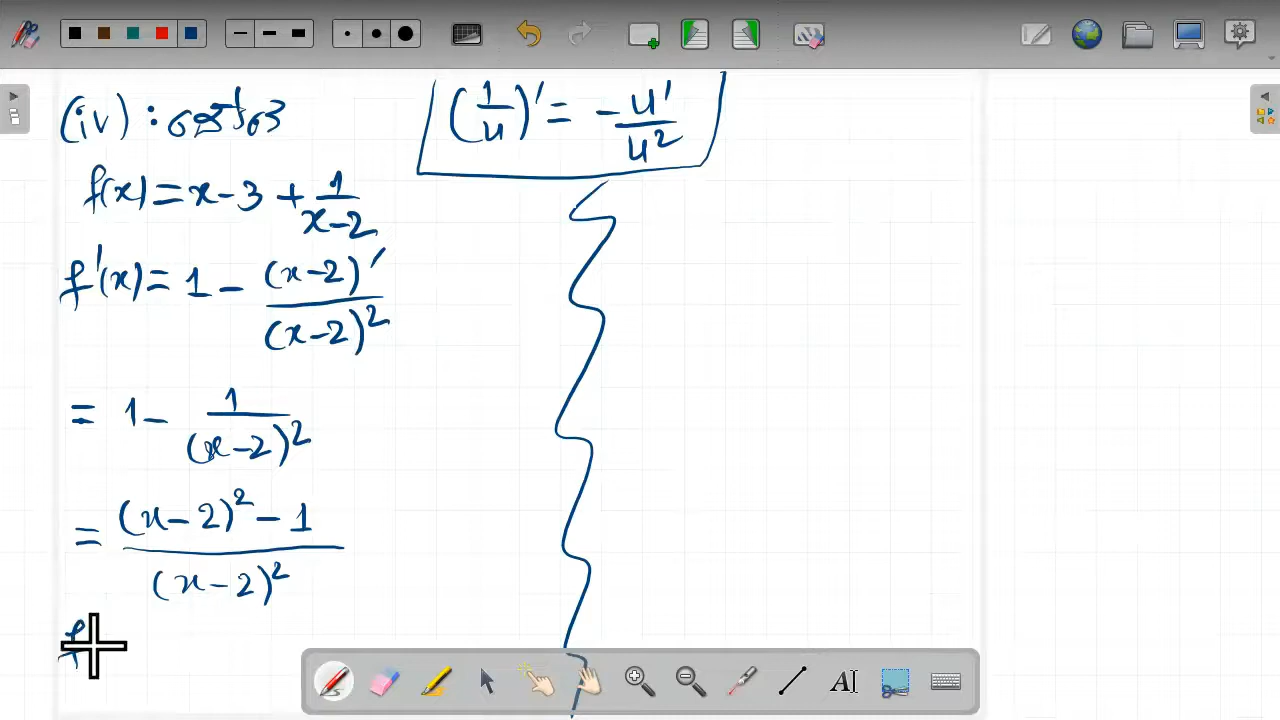 (iv) :
(1/u)' = - u'/u²
f(x) = x-3 + 1/(x-2)
f'(x) = 1 - (x-2)'/(x-2)²
= 1 - 1/(x-2)²
= ((x-2)² - 1)/(x-2)²
f